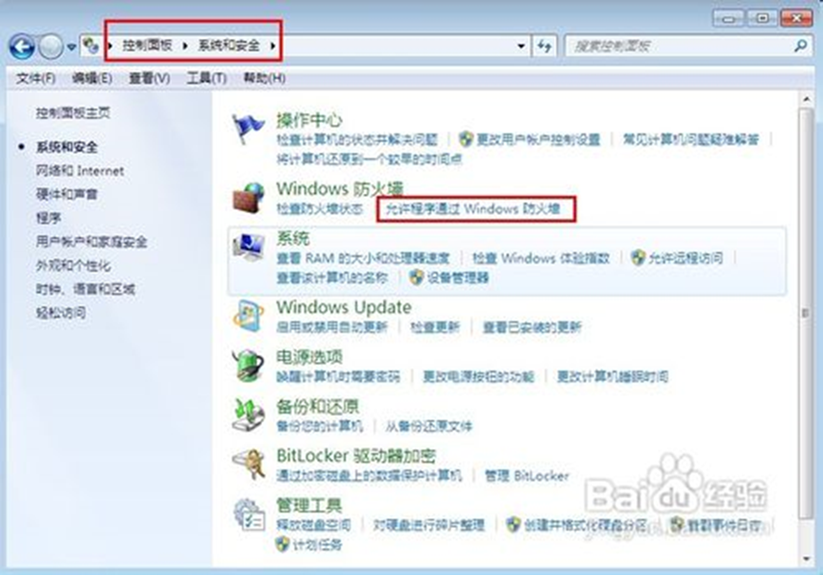 控制面板 系统和安全
搜索控制面板
文件(F) 编辑(E) 查看(V) 工具(T) 帮助(H)
控制面板主页
系统和安全
网络和 Internet
硬件和声音
程序
用户帐户和家庭安全
外观和个性化
时钟、语言和区域
轻松访问
操作中心
检查计算机的状态并解决问题 更改用户帐户控制设置 常见计算机问题疑难解答
将计算机还原到一个较早的时间点
Windows 防火墙
检查防火墙状态 允许程序通过 Windows 防火墙
系统
查看 RAM 的大小和处理器速度 检查 Windows 体验指数 允许远程访问
查看该计算机的名称 设备管理器
Windows Update
启用或禁用自动更新 检查更新 查看已安装的更新
电源选项
唤醒计算机时需要密码 更改电源按钮的功能 更改计算机睡眠时间
备份和还原
备份您的计算机 从备份还原文件
BitLocker 驱动器加密
通过加密磁盘上的数据保护计算机 管理 BitLocker
管理工具
释放磁盘空间 对硬盘进行碎片整理 创建并格式化硬盘分区 查看事件日志
计划任务
Baidu 经验